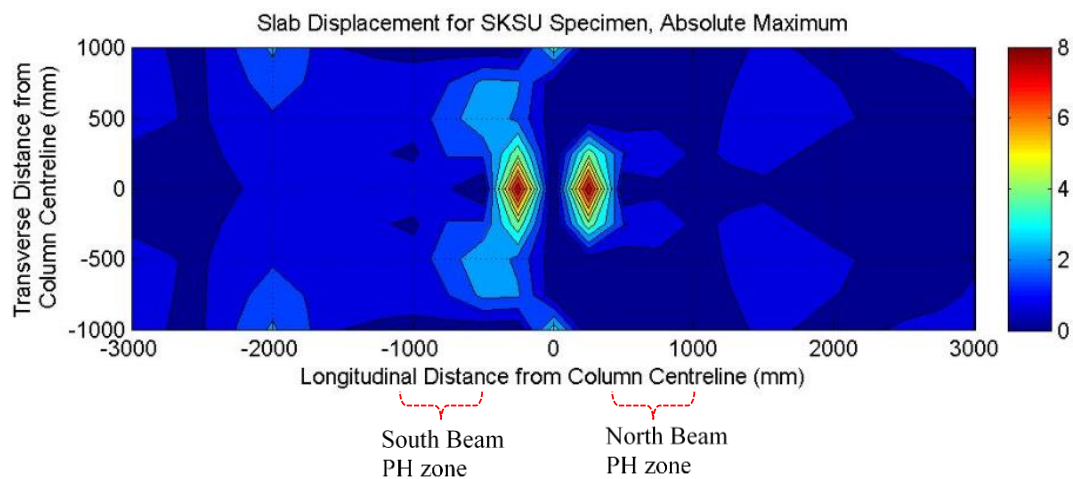 Slab Displacement for SKSU Specimen, Absolute Maximum
Transverse Distance from
Column Centreline (mm)
1000
500
0
-500
-1000
-3000 -2000 -1000 0 1000 2000 3000
Longitudinal Distance from Column Centreline (mm)
8
6
4
2
0
South Beam
PH zone
North Beam
PH zone